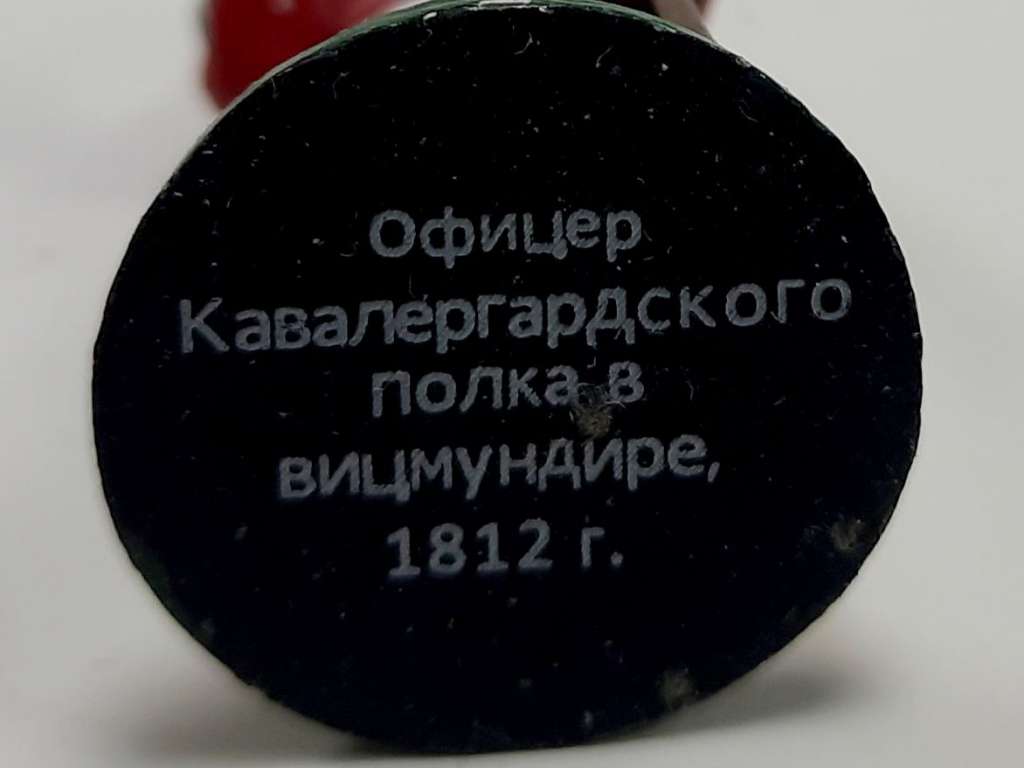 Офицер
Кавалергардского
полка в
вицмундире,
1812 г.